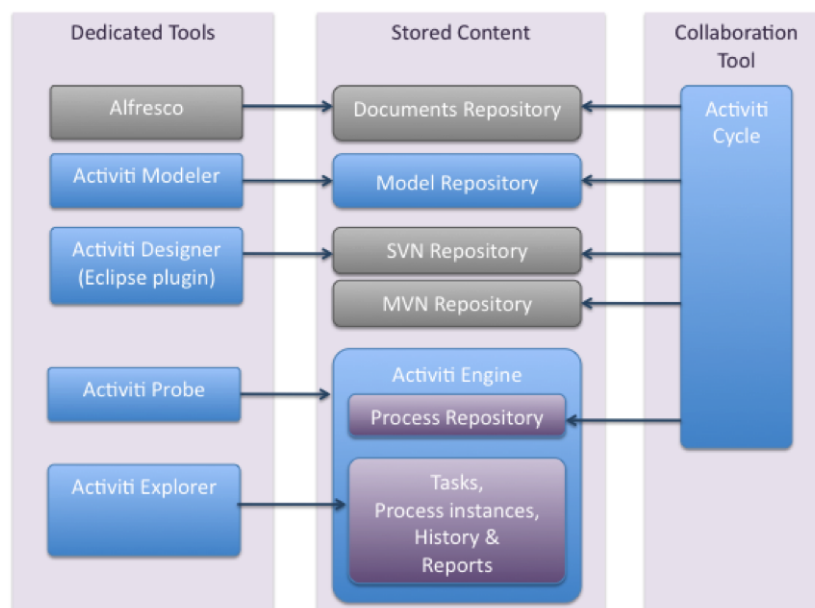 Dedicated Tools
Alfresco
Activiti Modeler
Activiti Designer
(Eclipse plugin)
Activiti Probe
Activiti Explorer
Stored Content
Documents Repository
Model Repository
SVN Repository
MVN Repository
Activiti Engine
Process Repository
Tasks,
Process instances,
History &
Reports
Collaboration
Tool
Activiti
Cycle